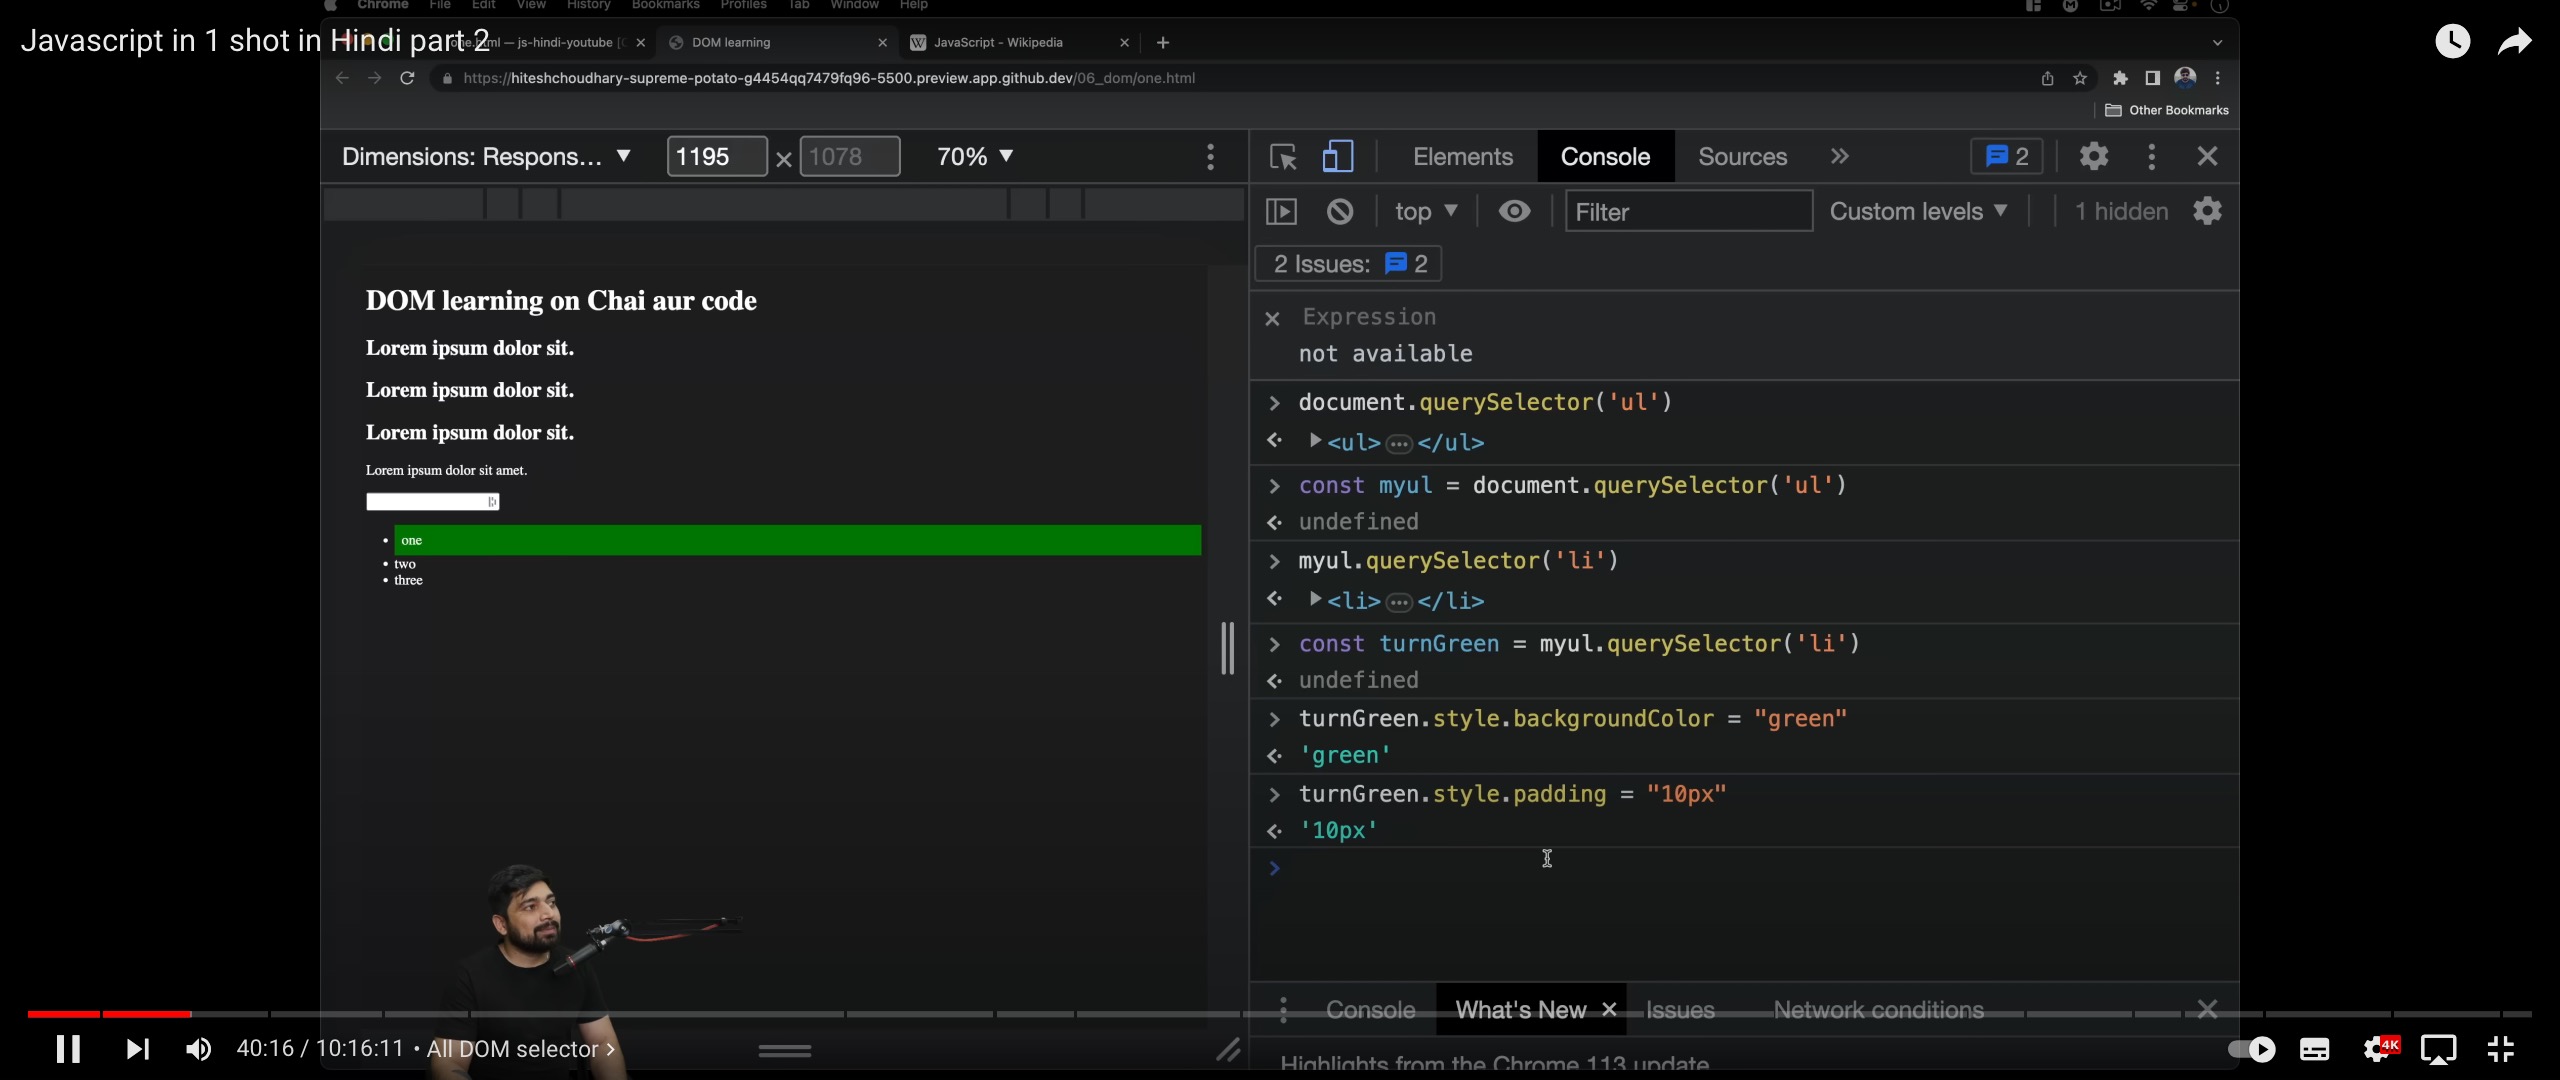 Chrome File Edit View History Bookmarks Profiles Tab Window Help
Javascript in 1 shot in Hindi part 2
one.html — js-hindi-youtube
DOM learning
JavaScript - Wikipedia
https://hiteshchoudhary-supreme-potato-g4454qq7479fq96-5500.preview.app.github.dev/06_dom/one.html
Other Bookmarks
Dimensions: Respons... ▼ 1195 × 1078 70% ▼
Elements Console Sources » 2
top ▼ Filter Custom levels ▼ 1 hidden
2 Issues: 2
DOM learning on Chai aur code
Lorem ipsum dolor sit.
Lorem ipsum dolor sit.
Lorem ipsum dolor sit.
Lorem ipsum dolor sit amet.
• one
• two
• three
Expression
not available
> document.querySelector('ul')
<ul>…</ul>
> const myul = document.querySelector('ul')
undefined
> myul.querySelector('li')
<li>…</li>
> const turnGreen = myul.querySelector('li')
undefined
> turnGreen.style.backgroundColor = "green"
'green'
> turnGreen.style.padding = "10px"
'10px'
>
Console What's New × Issues Network conditions
40:16 / 10:16:11 • All DOM selector >
4K
Highlights from the Chrome 113 update